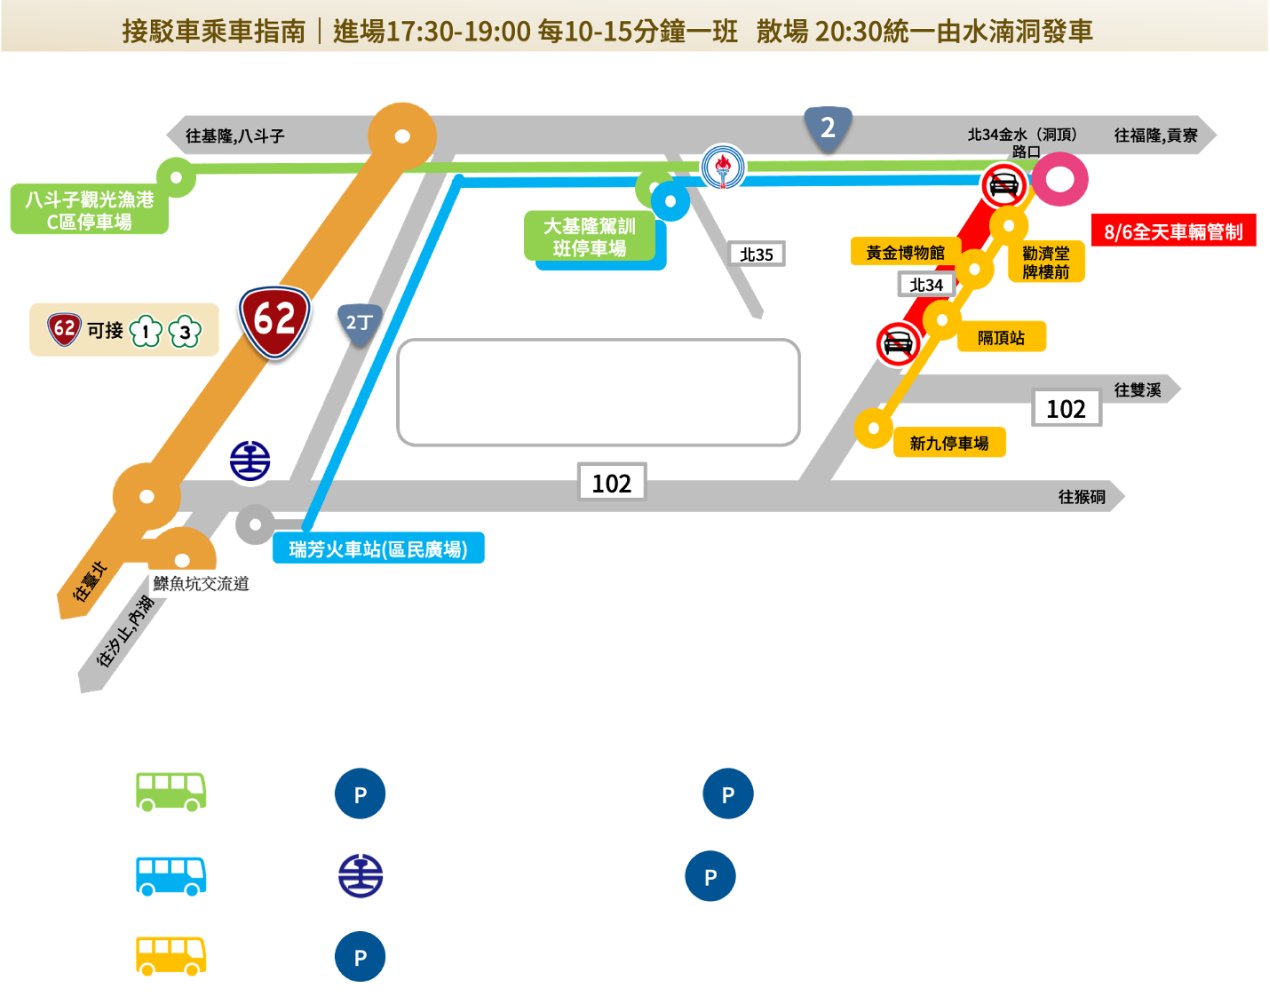 接駁車乘車指南｜進場17:30-19:00 每10-15分鐘一班 散場 20:30統一由水湳洞發車
往基隆,八斗子
2
北34金水（洞頂）
路口
往福隆,貢寮
八斗子觀光漁港
C區停車場
大基隆駕訓
班停車場
北35
8/6全天車輛管制
黃金博物館
勸濟堂
牌樓前
北34
62
2丁
62 可接 1 3
隔頂站
往雙溪
102
新九停車場
102
往猴硐
瑞芳火車站(區民廣場)
往臺北
鰈魚坑交流道
往汐止,內湖
P
P
P
P